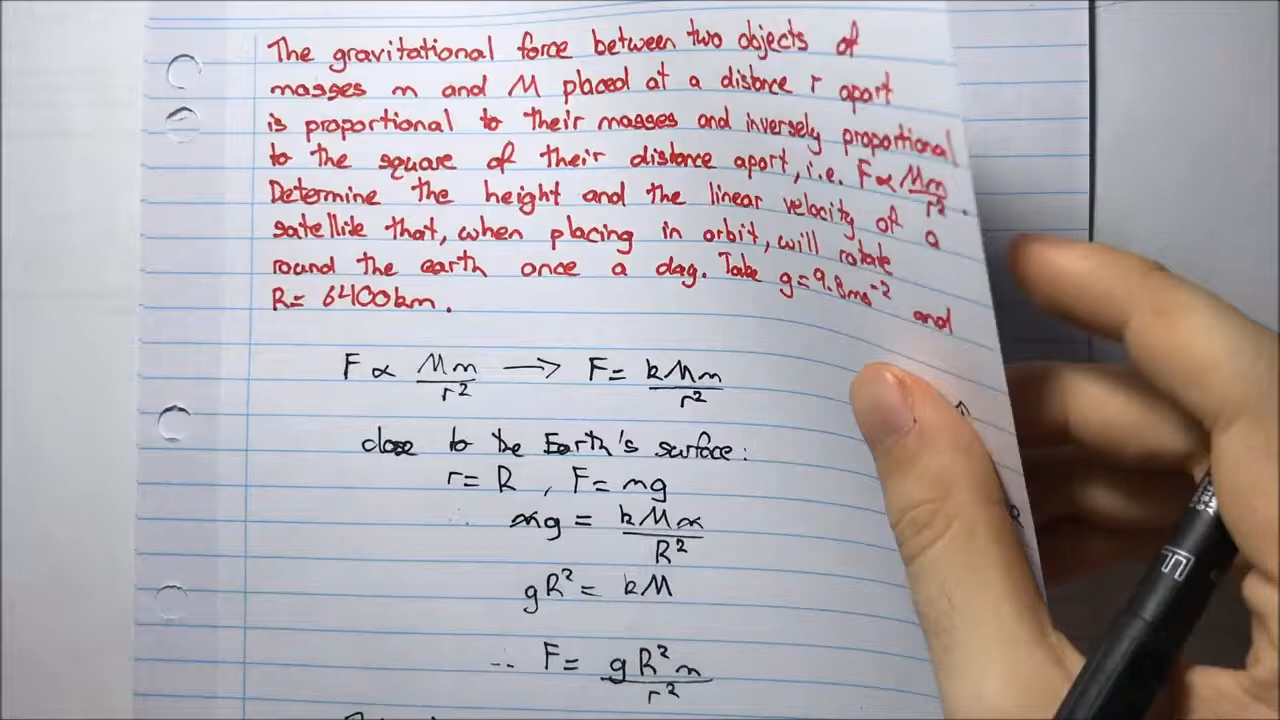 The gravitational force between two objects of
masses m and M placed at a distance r apart
is proportional to their masses and inversely proportional
to the square of their distance apart, i.e. F ∝ Mm/r².
Determine the height and the linear velocity of a
satellite that, when placing in orbit, will rotate
round the earth once a day. Take g=9.8ms⁻² and
R= 6400km.
F ∝ Mm/r² → F= kMm/r²
close to the Earth's surface:
r= R , F= mg
mg = kMm/R²
gR² = kM
∴ F= gR²m/r²